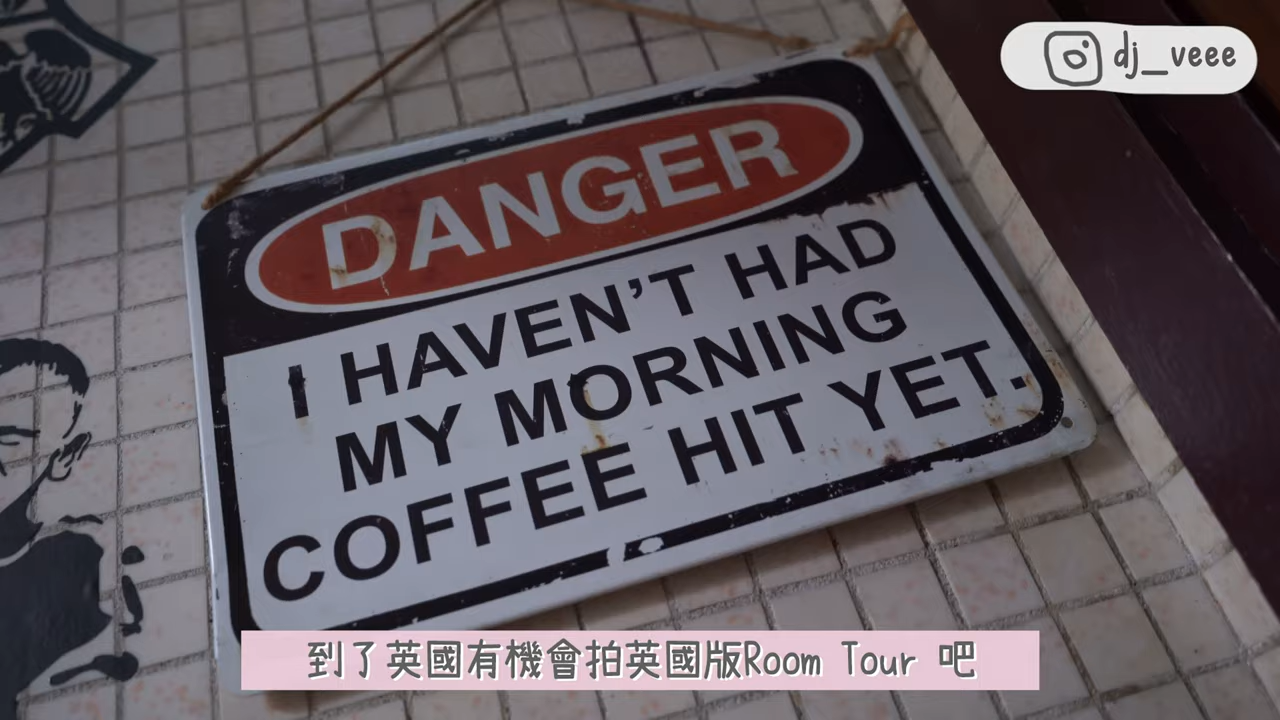 dj_veee
DANGER
I HAVEN'T HAD
MY MORNING
COFFEE HIT YET.
到了英國有機會拍英國版Room Tour 吧